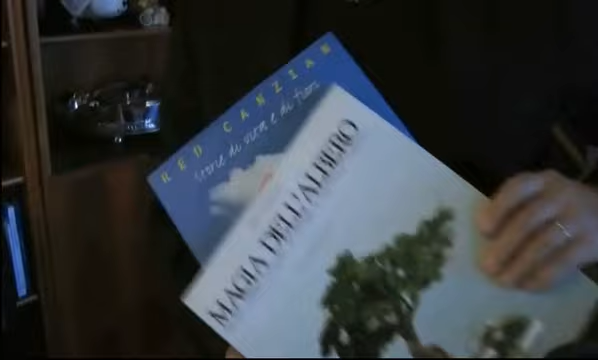 RED CANZIAN
Storie di vita e di fiori
MAGIA DELL'ALBERO